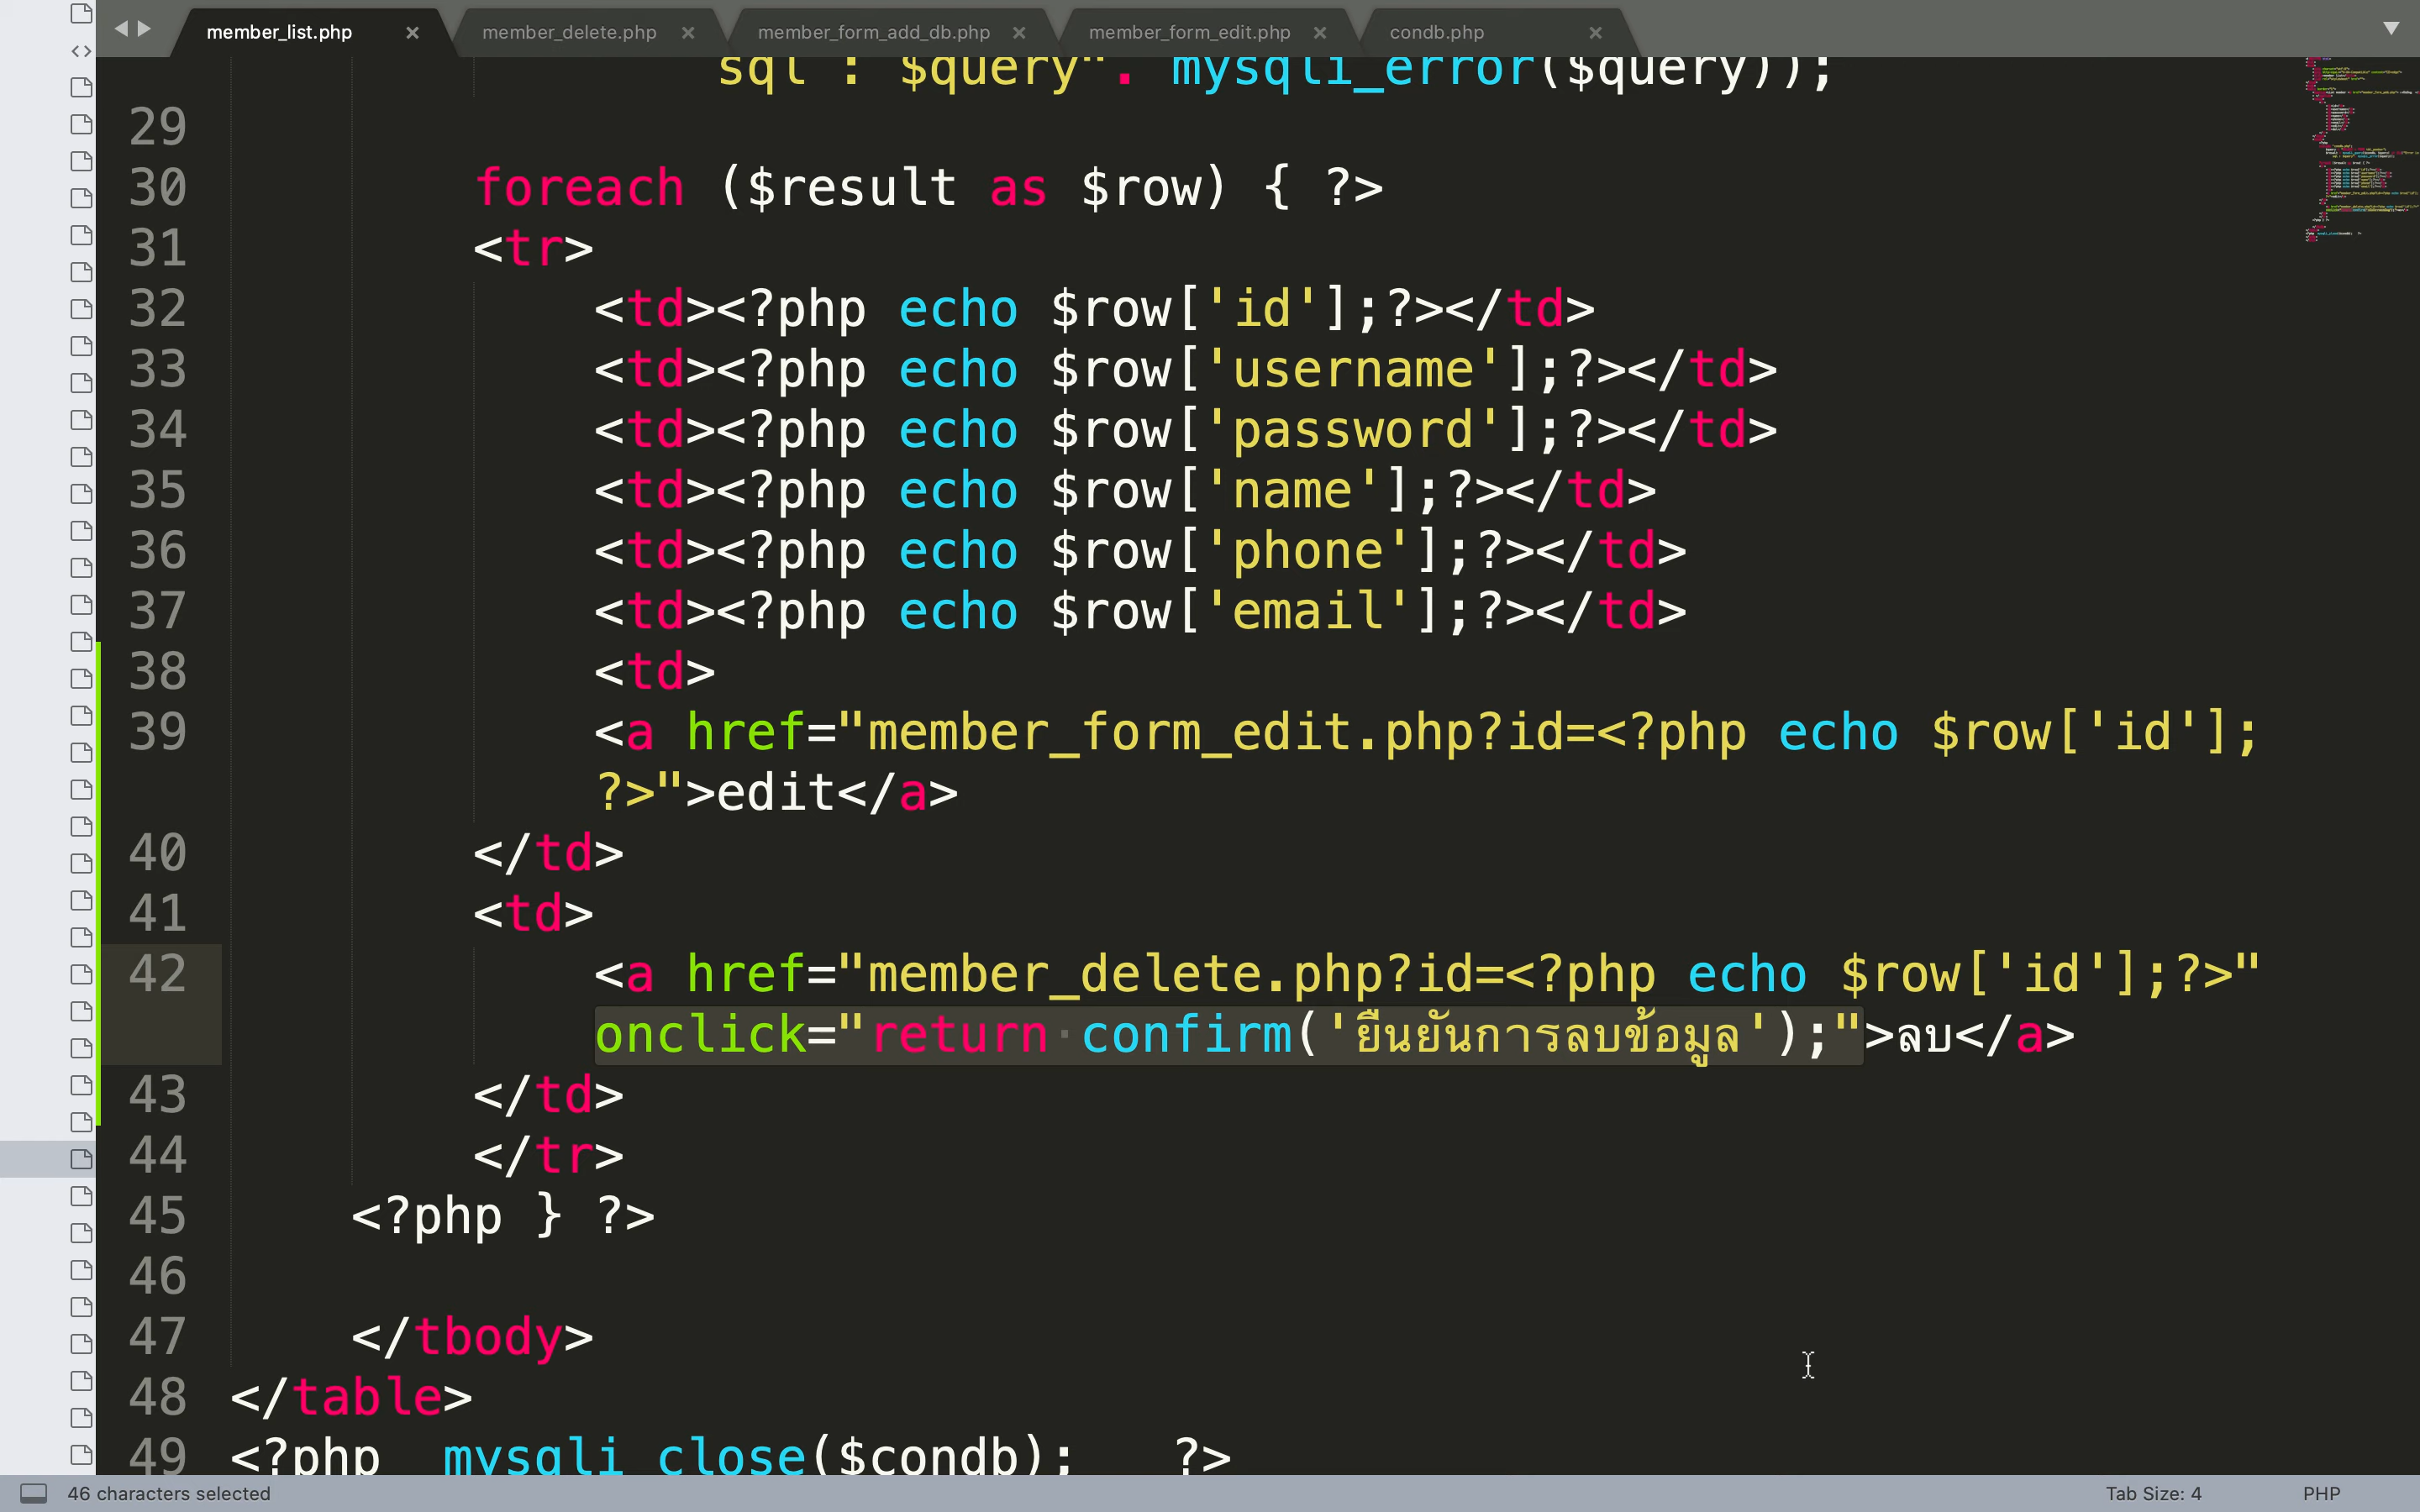 member_list.php × member_delete.php × member_form_add_db.php × member_form_edit.php × condb.php ×
sql : $query". mysqli_error($query));
29
30 foreach ($result as $row) { ?>
31 <tr>
32 <td><?php echo $row['id'];?></td>
33 <td><?php echo $row['username'];?></td>
34 <td><?php echo $row['password'];?></td>
35 <td><?php echo $row['name'];?></td>
36 <td><?php echo $row['phone'];?></td>
37 <td><?php echo $row['email'];?></td>
38 <td>
39 <a href="member_form_edit.php?id=<?php echo $row['id'];
?>">edit</a>
40 </td>
41 <td>
42 <a href="member_delete.php?id=<?php echo $row['id'];?>"
onclick="return confirm('ยืนยันการลบข้อมูล');">ลบ</a>
43 </td>
44 </tr>
45 <?php } ?>
46
47 </tbody>
48 </table>
49 <?php mysqli_close($condb); ?>
46 characters selected Tab Size: 4 PHP